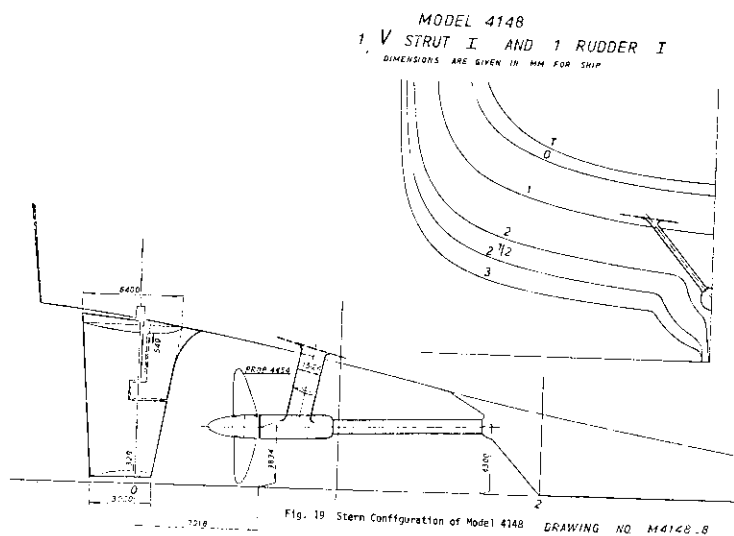 MODEL 4148
1, V STRUT I AND 1 RUDDER I
DIMENSIONS ARE GIVEN IN MM FOR SHIP
T
0
1
2
2 1/2
3
6400
540
PROP 4454
3834
4300
0
2
Fig. 19 Stern Configuration of Model 4148
DRAWING NO. M4148-8